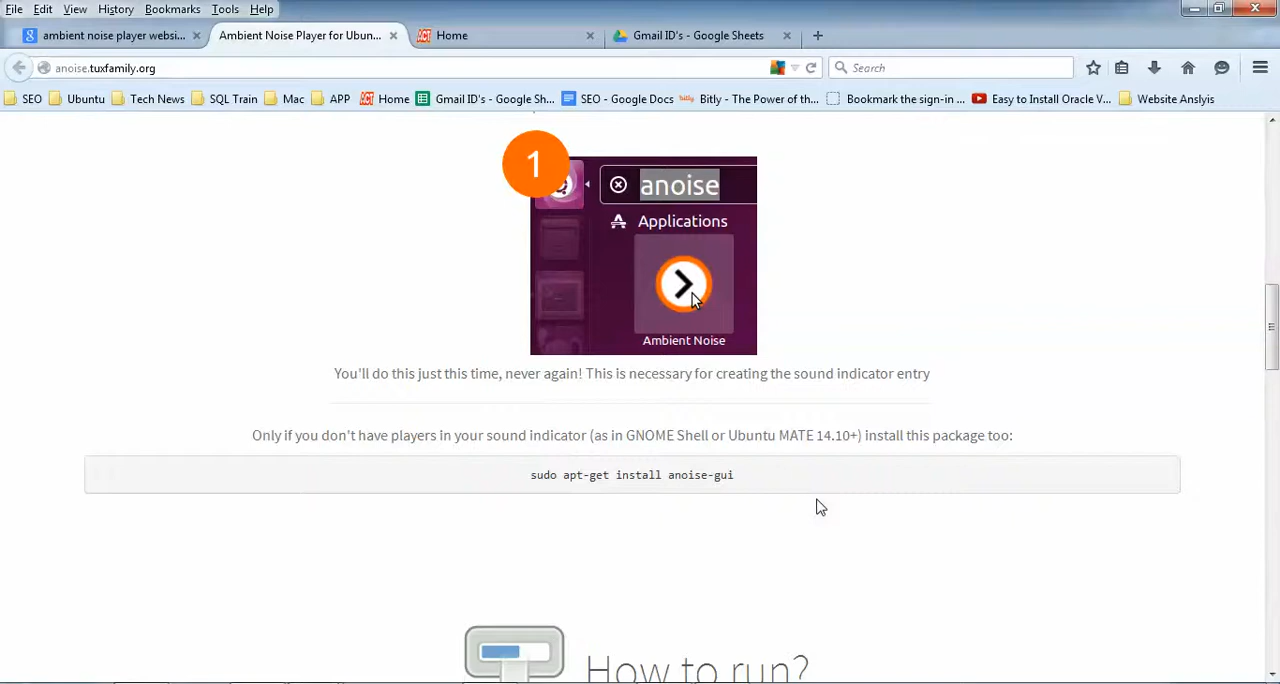 File Edit View History Bookmarks Tools Help
ambient noise player websi... Ambient Noise Player for Ubun... Home Gmail ID's - Google Sheets
anoise.tuxfamily.org Search
SEO Ubuntu Tech News SQL Train Mac APP Home Gmail ID's - Google Sh... SEO - Google Docs Bitly - The Power of th... Bookmark the sign-in ... Easy to Install Oracle V... Website Anslyis
1
anoise
Applications
Ambient Noise
You'll do this just this time, never again! This is necessary for creating the sound indicator entry
Only if you don't have players in your sound indicator (as in GNOME Shell or Ubuntu MATE 14.10+) install this package too:
sudo apt-get install anoise-gui
How to run?